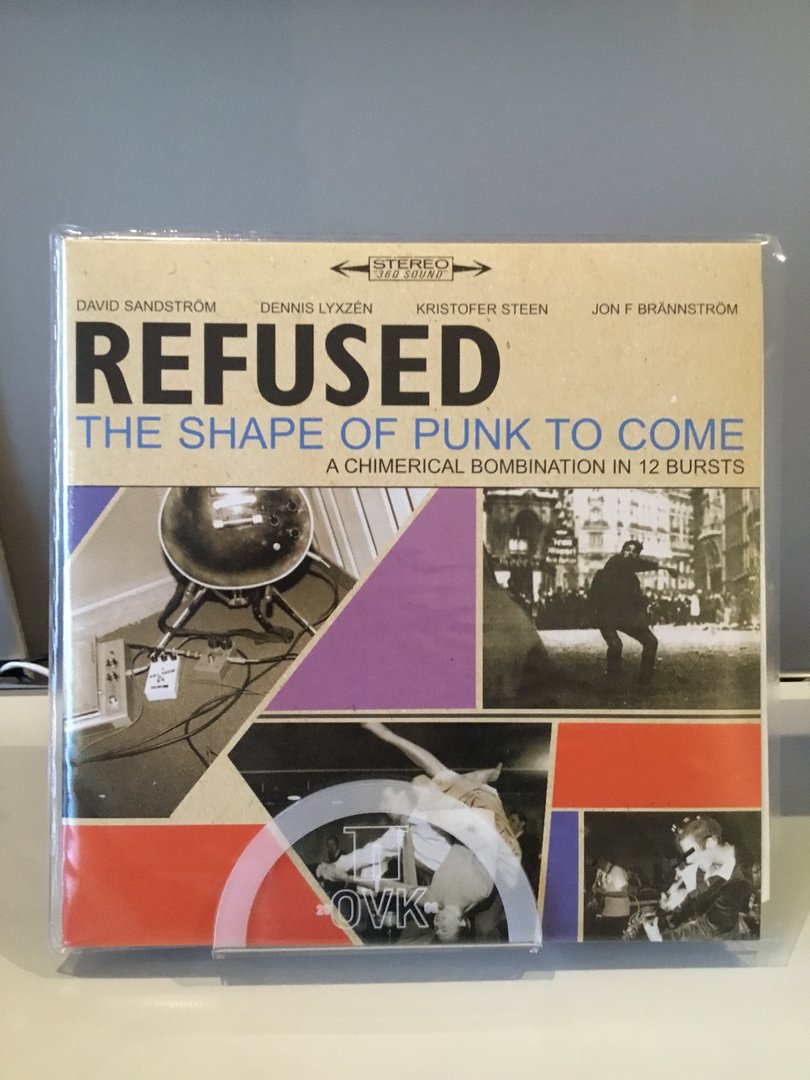 STEREO
"360 SOUND"
DAVID SANDSTRÖM DENNIS LYXZÉN KRISTOFER STEEN JON F BRÄNNSTRÖM
REFUSED
THE SHAPE OF PUNK TO COME
A CHIMERICAL BOMBINATION IN 12 BURSTS
OVK